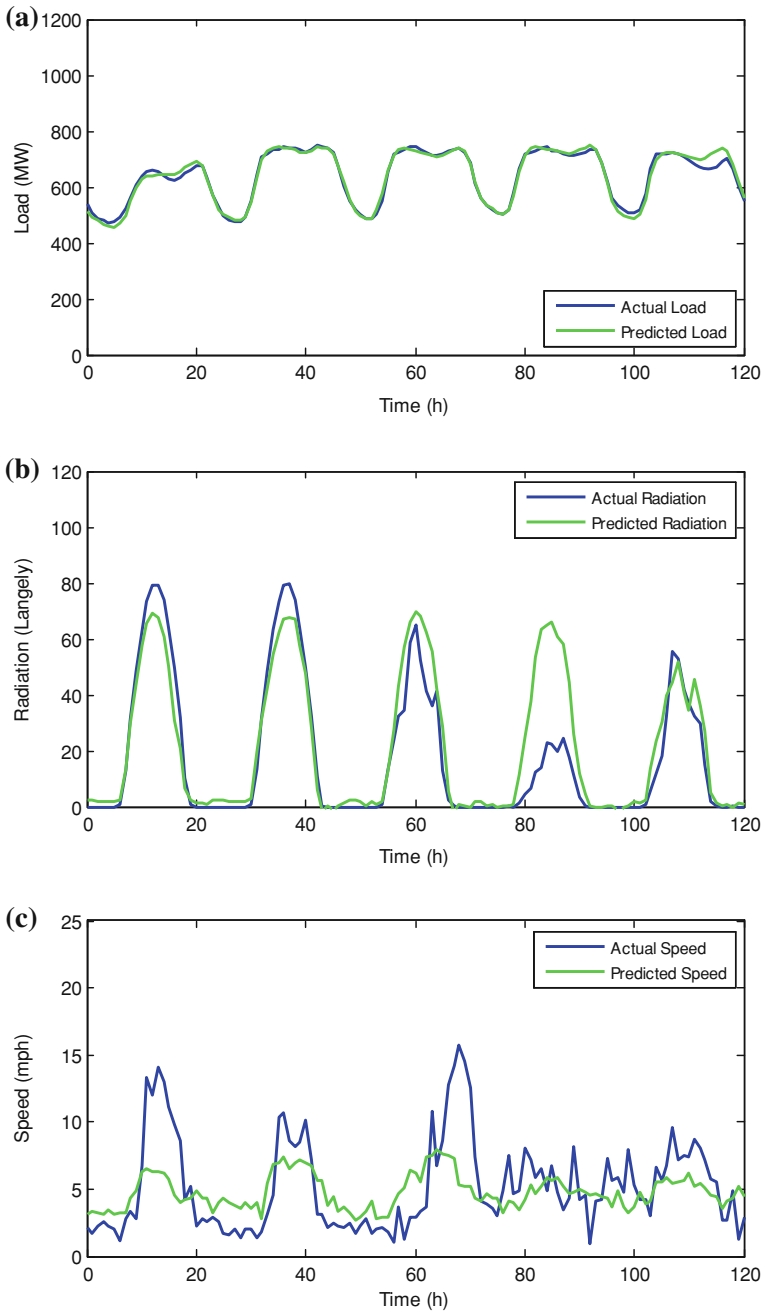 (a)
1200
1000
800
600
400
200
0
Load (MW)
Actual Load
Predicted Load
0 20 40 60 80 100 120
Time (h)
(b)
120
100
80
60
40
20
0
Radiation (Langely)
Actual Radiation
Predicted Radiation
0 20 40 60 80 100 120
Time (h)
(c)
25
20
15
10
5
0
Speed (mph)
Actual Speed
Predicted Speed
0 20 40 60 80 100 120
Time (h)